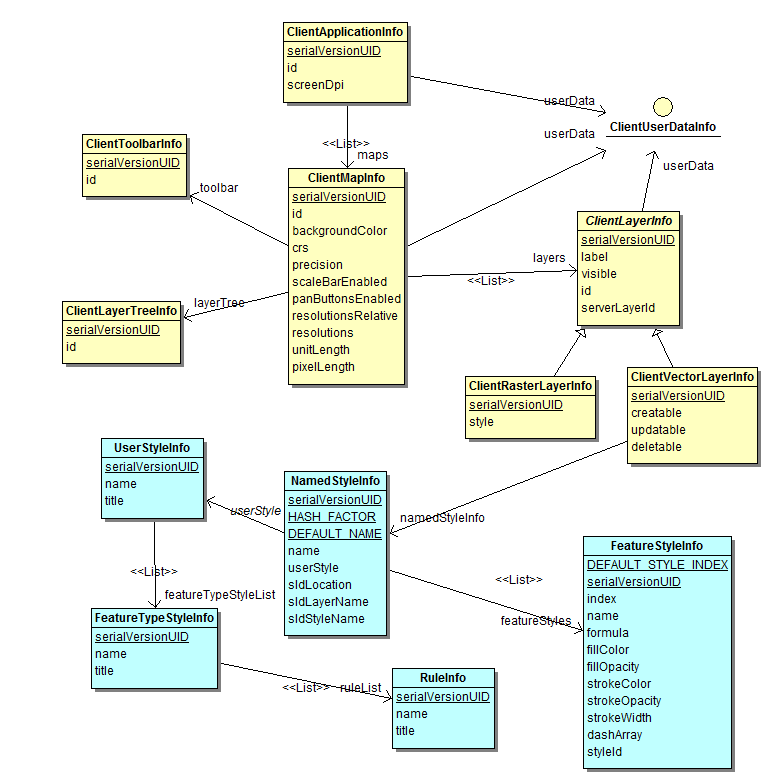 ClientApplicationInfo
serialVersionUID
id
screenDpi
userData
ClientUserDataInfo
userData
userData
<<List>>
maps
ClientToolbarInfo
serialVersionUID
id
toolbar
ClientMapInfo
serialVersionUID
id
backgroundColor
crs
precision
scaleBarEnabled
panButtonsEnabled
resolutionsRelative
resolutions
unitLength
pixelLength
ClientLayerInfo
serialVersionUID
label
visible
id
serverLayerId
layers
<<List>>
ClientLayerTreeInfo
serialVersionUID
id
layerTree
ClientRasterLayerInfo
serialVersionUID
style
ClientVectorLayerInfo
serialVersionUID
creatable
updatable
deletable
UserStyleInfo
serialVersionUID
name
title
userStyle
NamedStyleInfo
serialVersionUID
HASH_FACTOR
DEFAULT_NAME
name
userStyle
sldLocation
sldLayerName
sldStyleName
namedStyleInfo
<<List>>
featureTypeStyleList
<<List>>
featureStyles
FeatureStyleInfo
DEFAULT_STYLE_INDEX
serialVersionUID
index
name
formula
fillColor
fillOpacity
strokeColor
strokeOpacity
strokeWidth
dashArray
styleId
FeatureTypeStyleInfo
serialVersionUID
name
title
<<List>>
ruleList
RuleInfo
serialVersionUID
name
title